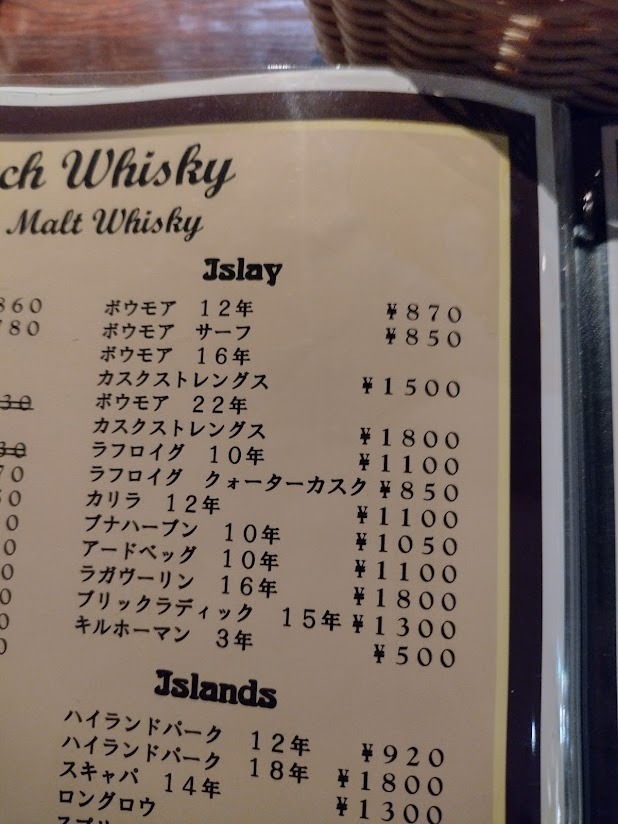 ch Whisky
Malt Whisky
Islay
860
780
ボウモア 12年 ¥870
ボウモア サーフ ¥850
ボウモア 16年
カスクストレングス ¥1500
ボウモア 22年
カスクストレングス ¥1800
ラフロイグ 10年 ¥1100
ラフロイグ クォーターカスク ¥850
カリラ 12年 ¥1100
ブナハーブン 10年 ¥1050
アードベッグ 10年 ¥1100
ラガヴーリン 16年 ¥1800
ブリックラディック 15年 ¥1300
キルホーマン 3年 ¥500
Islands
ハイランドパーク 12年 ¥920
ハイランドパーク 18年 ¥1800
スキャパ 14年 ¥1300
ロングロウ